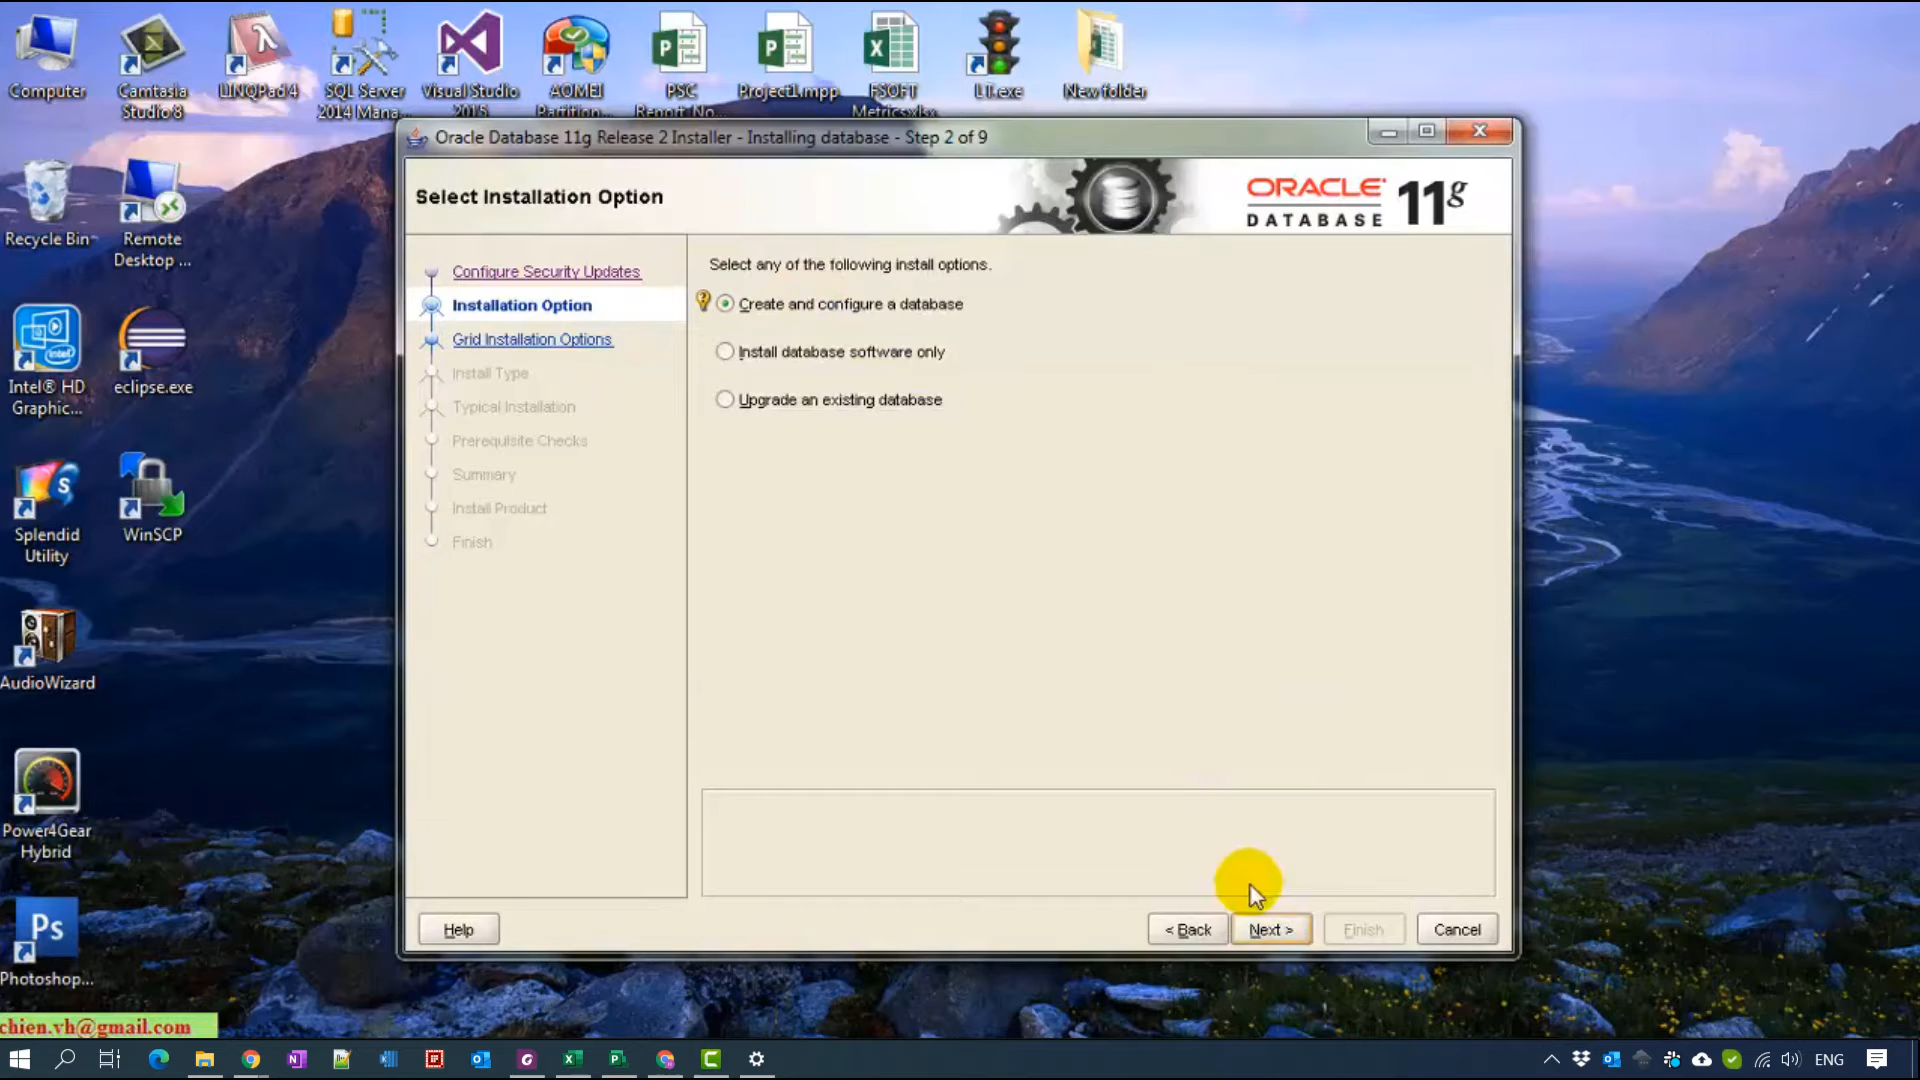 Computer
Camtasia
Studio 8
LINQPad 4
SQL Server
2014 Mana...
Visual Studio
2015
AOMEI
Partition...
PSC
Report_No...
Project1.mpp
FSOFT
Metrics.xlsx
LT.exe
New folder
Recycle Bin
Remote
Desktop ...
Intel® HD
Graphic...
eclipse.exe
Splendid
Utility
WinSCP
AudioWizard
Power4Gear
Hybrid
Ps
Photoshop...
chien.vh@gmail.com
Oracle Database 11g Release 2 Installer - Installing database - Step 2 of 9
Select Installation Option
ORACLE
DATABASE 11g
Configure Security Updates
Installation Option
Grid Installation Options
Install Type
Typical Installation
Prerequisite Checks
Summary
Install Product
Finish
Select any of the following install options.
Create and configure a database
Install database software only
Upgrade an existing database
Help
< Back
Next >
Finish
Cancel
ENG